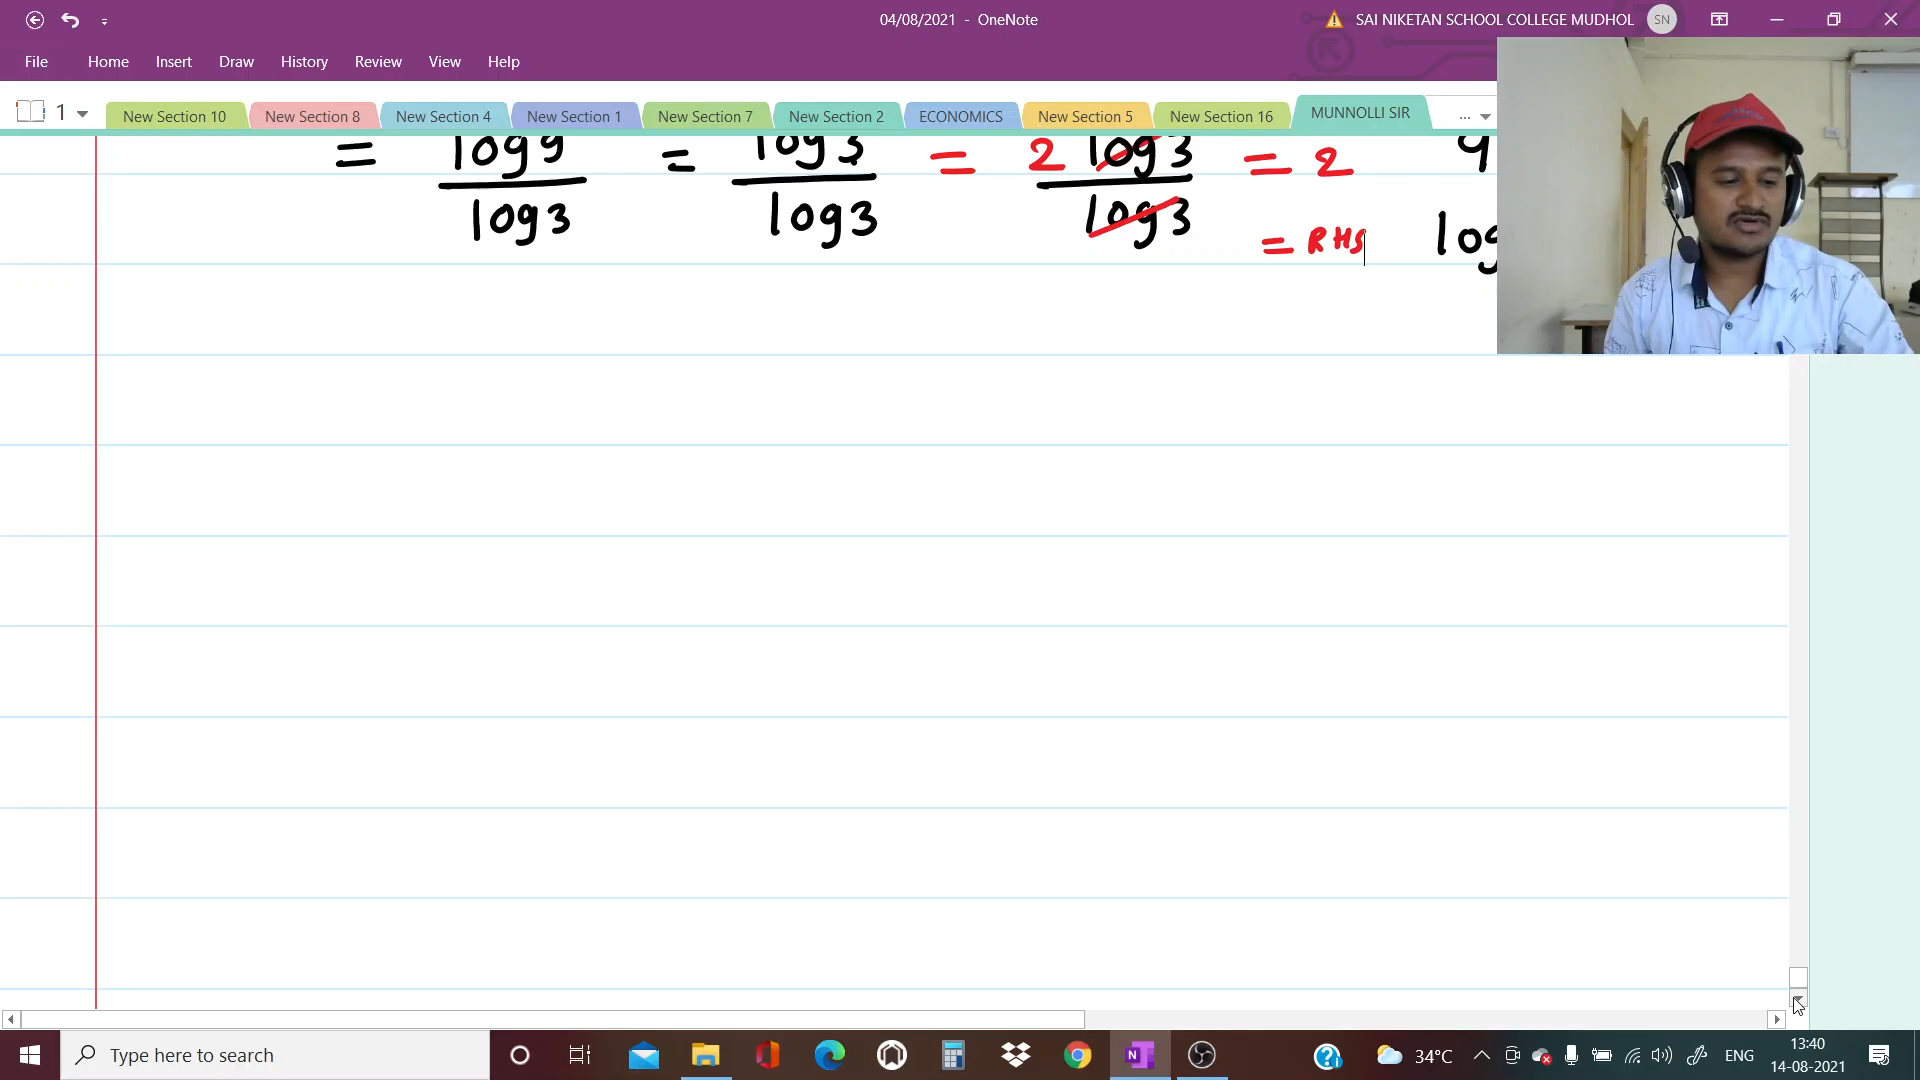 04/08/2021 - OneNote
SAI NIKETAN SCHOOL COLLEGE MUDHOL SN
File Home Insert Draw History Review View Help
1 New Section 10 New Section 8 New Section 4 New Section 1 New Section 7 New Section 2 ECONOMICS New Section 5 New Section 16 MUNNOLLI SIR ...
= log 9 = log 3 = 2 log 3 = 2 9
log 3 log 3 log 3
= RHS log
Type here to search
N
34°C ENG 13:40
14-08-2021